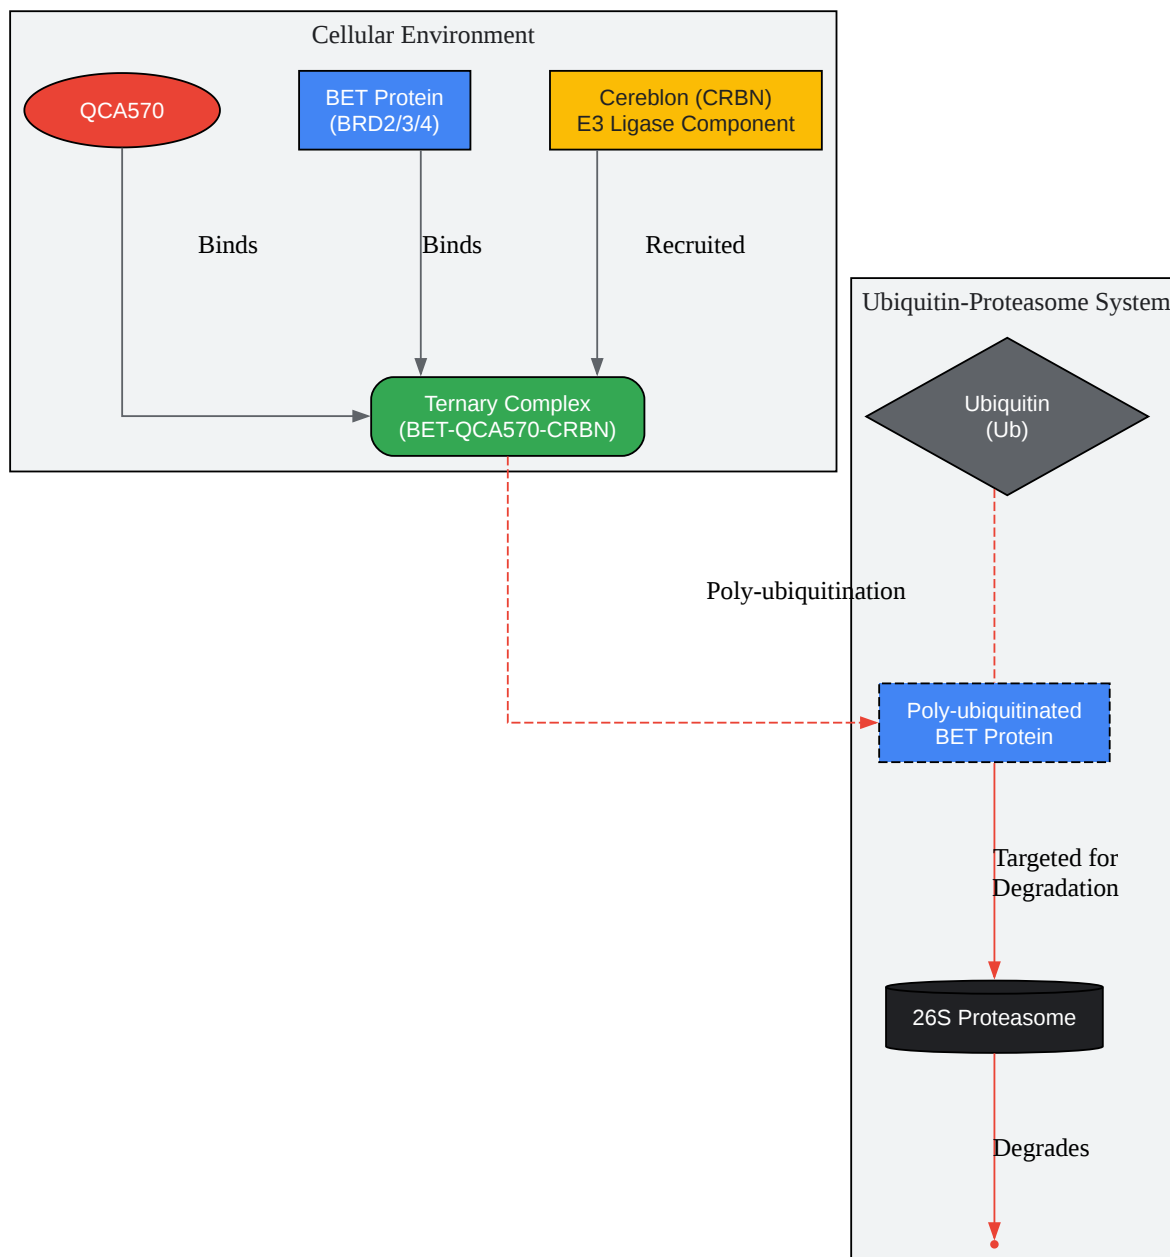 Cellular Environment
QCA570
BET Protein
(BRD2/3/4)
Cereblon (CRBN)
E3 Ligase Component
Binds
Binds
Recruited
Ternary Complex
(BET-QCA570-CRBN)
Ubiquitin-Proteasome System
Ubiquitin
(Ub)
Poly-ubiquitination
Poly-ubiquitinated
BET Protein
Targeted for
Degradation
26S Proteasome
Degrades